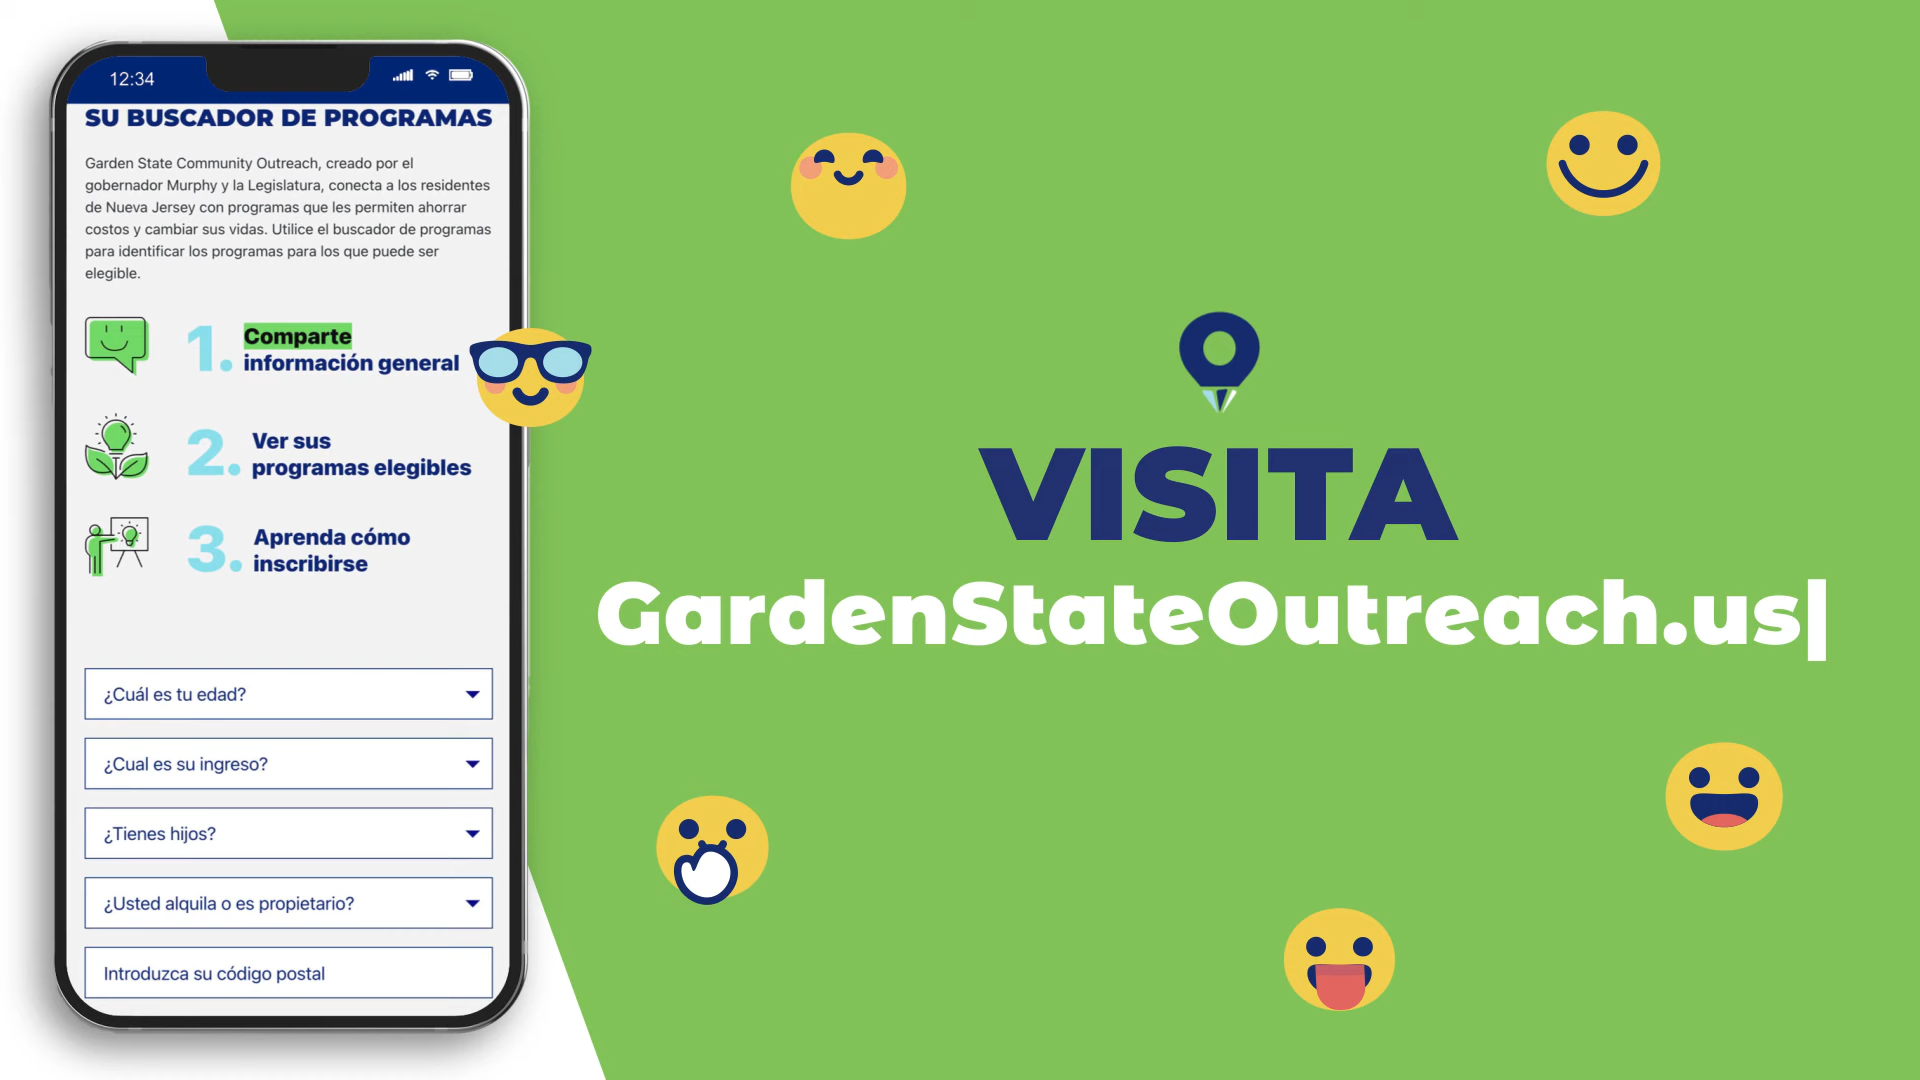 12:34
SU BUSCADOR DE PROGRAMAS
Garden State Community Outreach, creado por el
gobernador Murphy y la Legislatura, conecta a los residentes
de Nueva Jersey con programas que les permiten ahorrar
costos y cambiar sus vidas. Utilice el buscador de programas
para identificar los programas para los que puede ser
elegible.
1. Comparte
información general
2. Ver sus
programas elegibles
3. Aprenda cómo
inscribirse
¿Cuál es tu edad?
¿Cual es su ingreso?
¿Tienes hijos?
¿Usted alquila o es propietario?
Introduzca su código postal
VISITA
GardenStateOutreach.us|